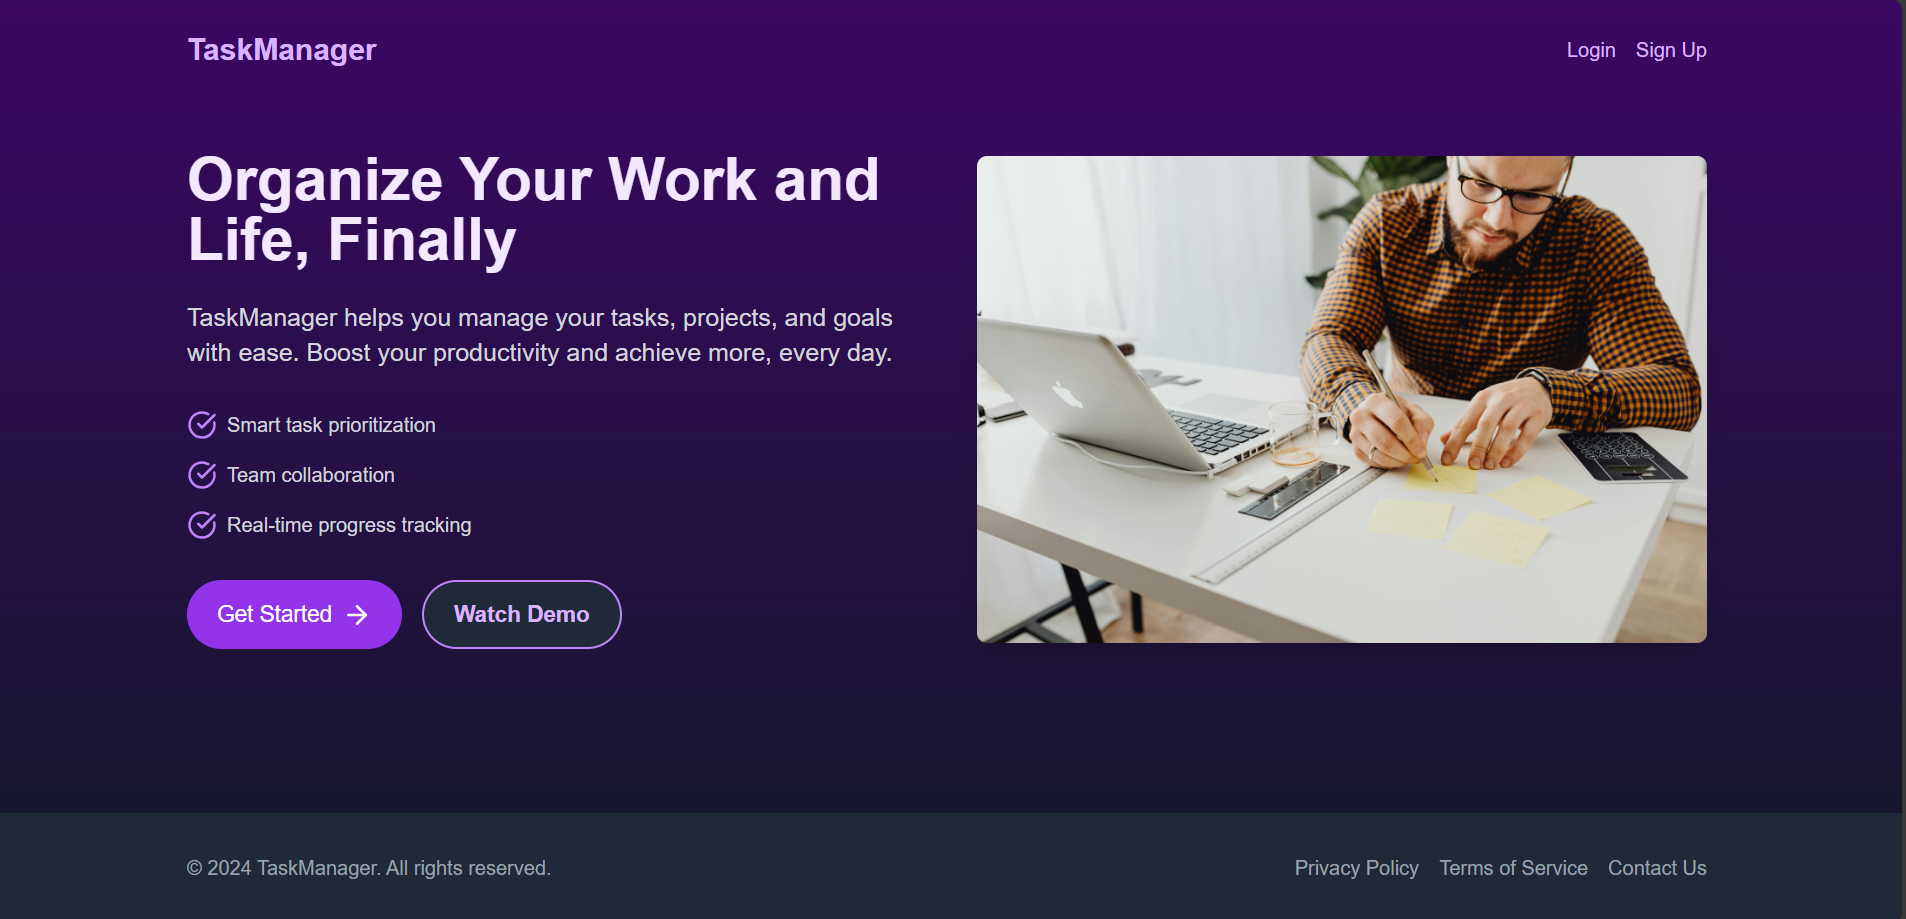 TaskManager
Login
Sign Up
Organize Your Work and
Life, Finally
TaskManager helps you manage your tasks, projects, and goals
with ease. Boost your productivity and achieve more, every day.
Smart task prioritization
Team collaboration
Real-time progress tracking
Get Started
Watch Demo
© 2024 TaskManager. All rights reserved.
Privacy Policy
Terms of Service
Contact Us